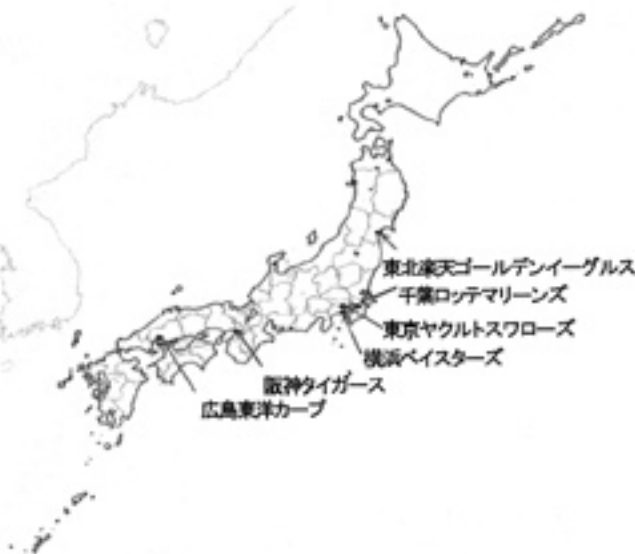 東北楽天ゴールデンイーグルス
千葉ロッテマリーンズ
東京ヤクルトスワローズ
横浜ベイスターズ
阪神タイガース
広島東洋カープ